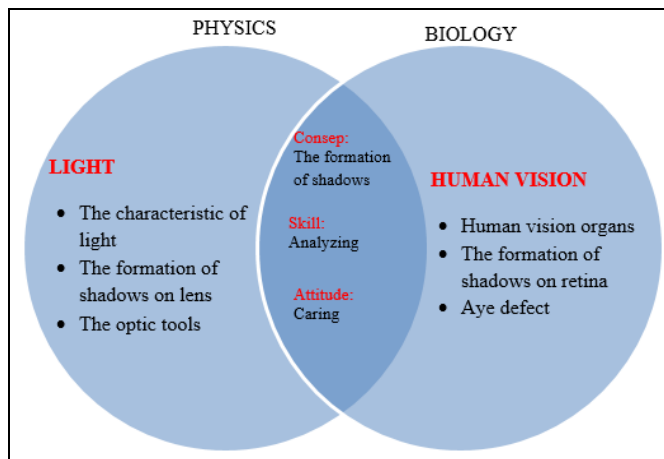 PHYSICS
BIOLOGY
LIGHT
• The characteristic of
light
• The formation of
shadows on lens
• The optic tools
Consep:
The formation
of shadows
Skill:
Analyzing
Attitude:
Caring
HUMAN VISION
• Human vision organs
• The formation of
shadows on retina
• Aye defect